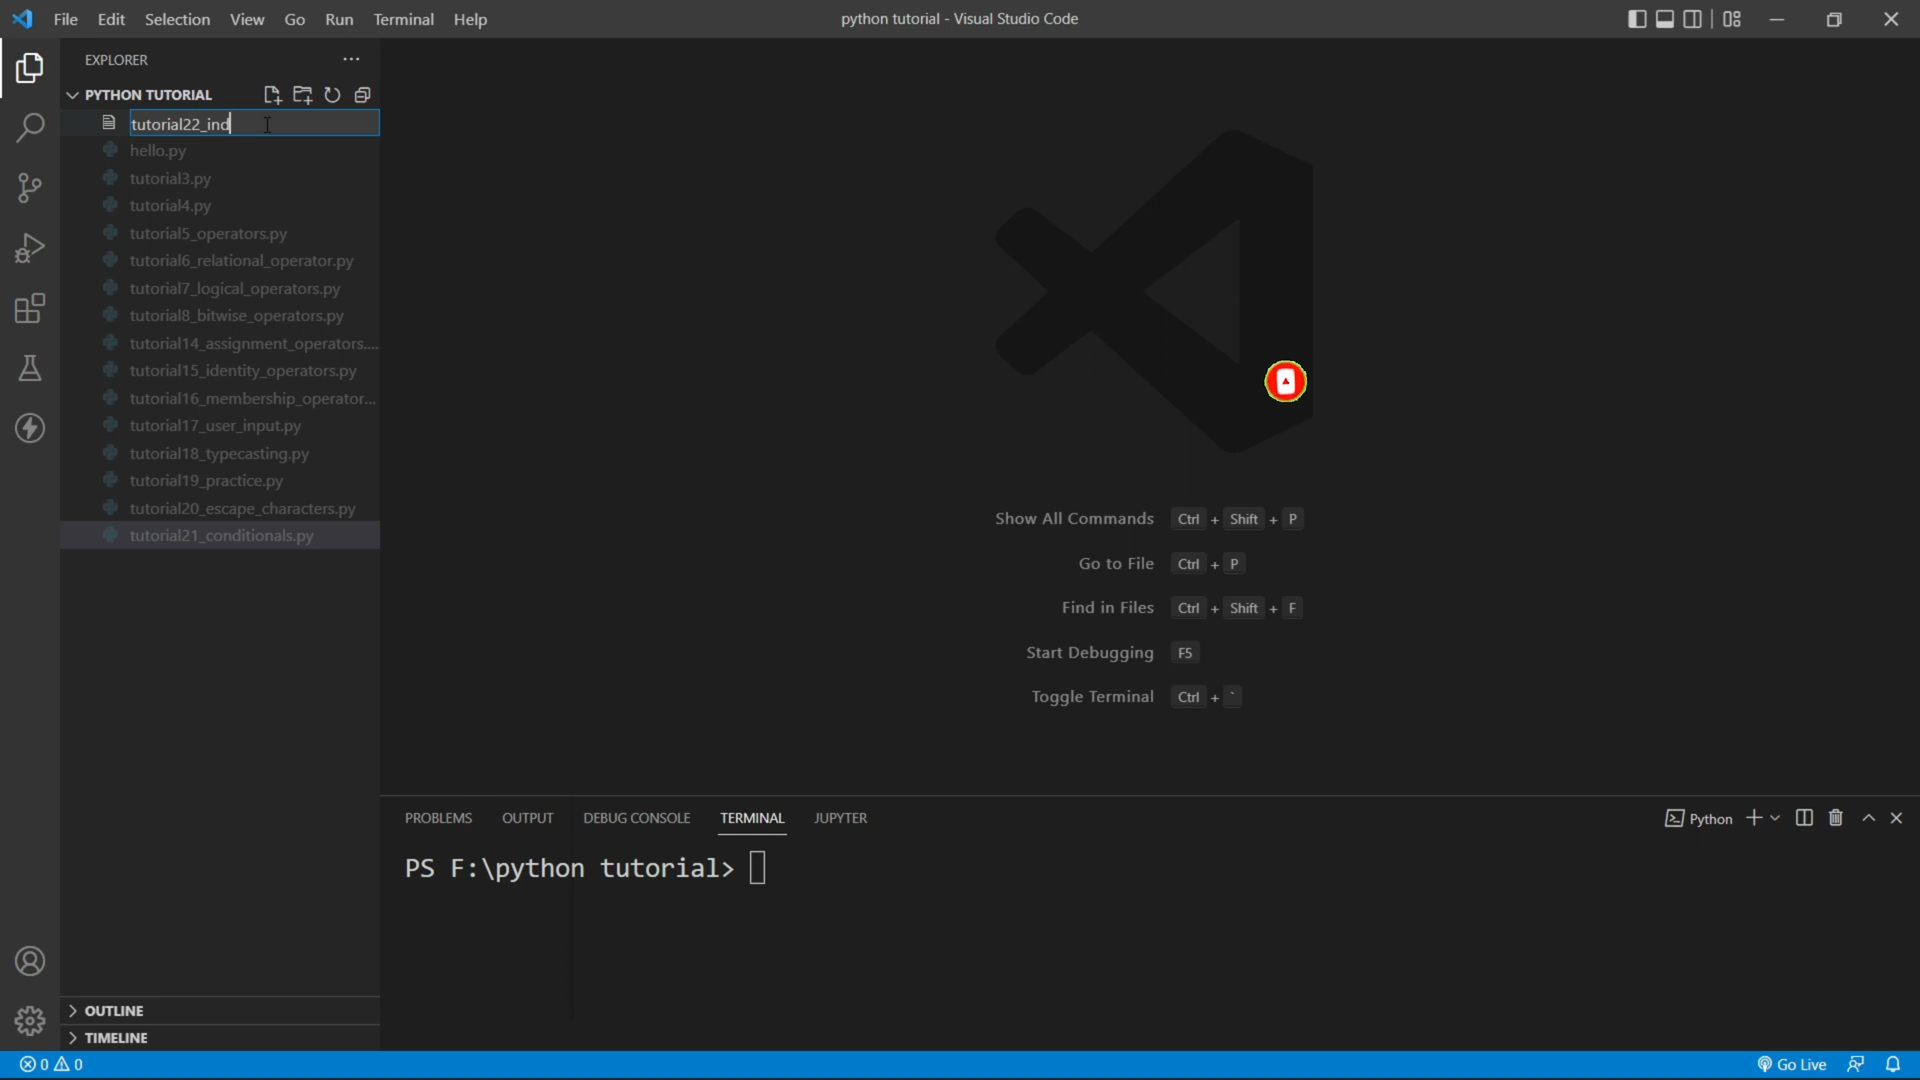 File Edit Selection View Go Run Terminal Help
python tutorial - Visual Studio Code
EXPLORER
PYTHON TUTORIAL
tutorial22_ind
hello.py
tutorial3.py
tutorial4.py
tutorial5_operators.py
tutorial6_relational_operator.py
tutorial7_logical_operators.py
tutorial8_bitwise_operators.py
tutorial14_assignment_operators....
tutorial15_identity_operators.py
tutorial16_membership_operator...
tutorial17_user_input.py
tutorial18_typecasting.py
tutorial19_practice.py
tutorial20_escape_characters.py
tutorial21_conditionals.py
OUTLINE
TIMELINE
Show All Commands Ctrl + Shift + P
Go to File Ctrl + P
Find in Files Ctrl + Shift + F
Start Debugging F5
Toggle Terminal Ctrl + `
PROBLEMS OUTPUT DEBUG CONSOLE TERMINAL JUPYTER
Python
PS F:\python tutorial>
0 0
Go Live